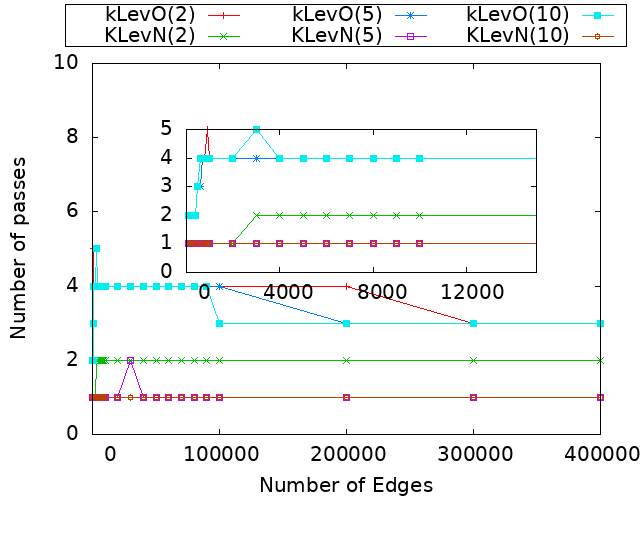 kLevO(2) kLevO(5) kLevO(10)
KLevN(2) KLevN(5) KLevN(10)
10
8
6
4
2
0
Number of passes
5
4
3
2
1
0
0 4000 8000 12000
0 100000 200000 300000 400000
Number of Edges